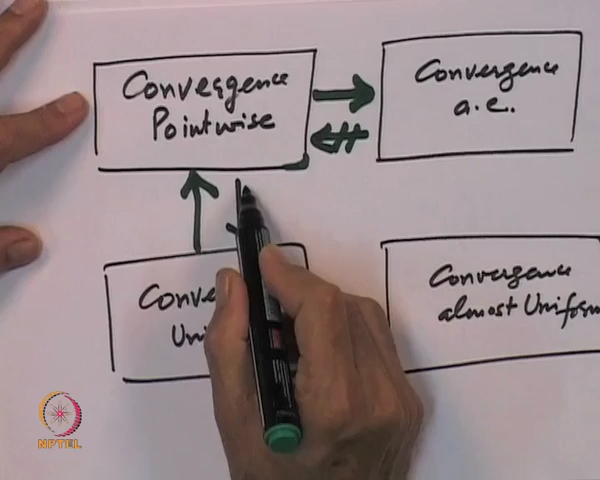 Convergence
Pointwise
Convergence
a.e.
Convergence
almost Uniform
NPTEL